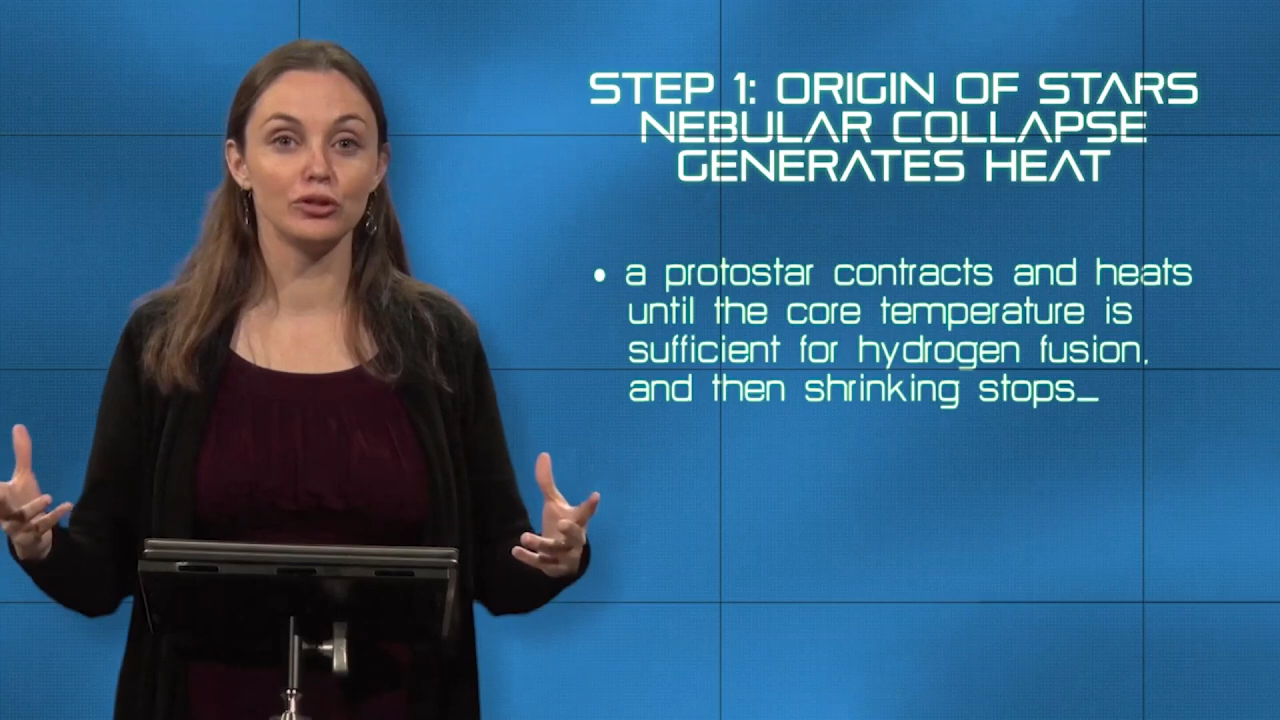 STEP 1: ORIGIN OF STARS
NEBULAR COLLAPSE
GENERATES HEAT
• a protostar contracts and heats
until the core temperature is
sufficient for hydrogen fusion,
and then shrinking stops_